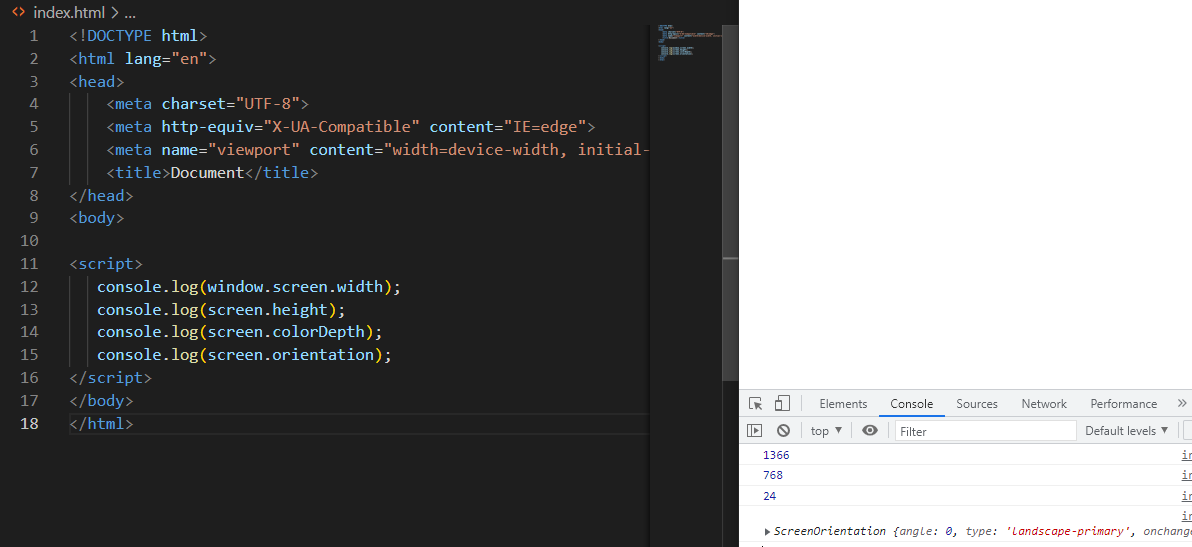 index.html > ...
1 <!DOCTYPE html>
2 <html lang="en">
3 <head>
4 <meta charset="UTF-8">
5 <meta http-equiv="X-UA-Compatible" content="IE=edge">
6 <meta name="viewport" content="width=device-width, initial-
7 <title>Document</title>
8 </head>
9 <body>
10
11 <script>
12 console.log(window.screen.width);
13 console.log(screen.height);
14 console.log(screen.colorDepth);
15 console.log(screen.orientation);
16 </script>
17 </body>
18 </html>
Elements Console Sources Network Performance »
top ▼ Filter Default levels ▼
1366 in
768 in
24 in
in
▶ ScreenOrientation {angle: 0, type: 'landscape-primary', onchange